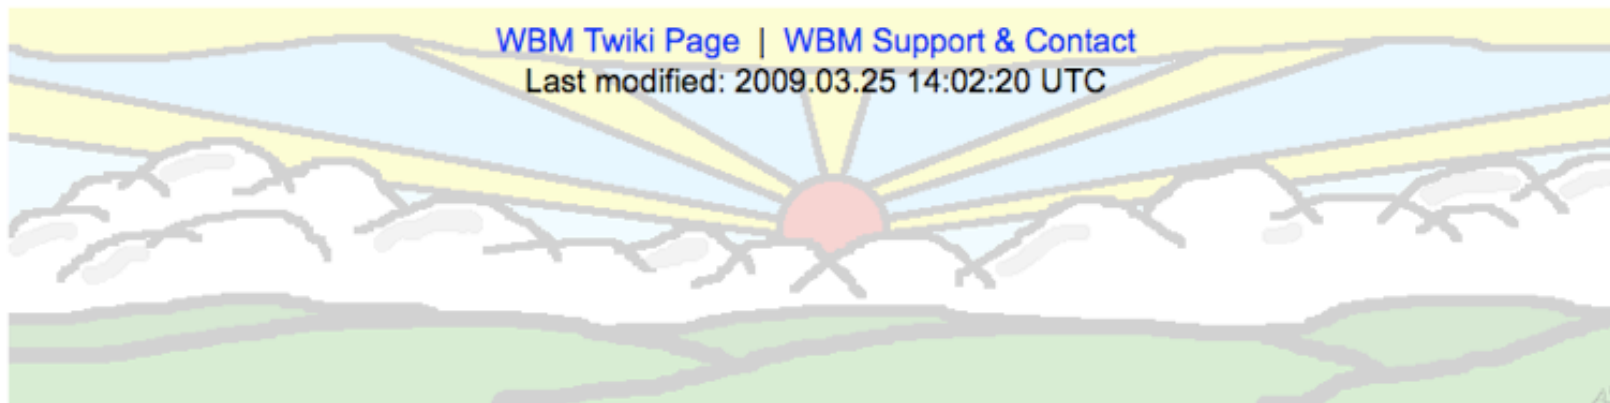 WBM Twiki Page | WBM Support & Contact
Last modified: 2009.03.25 14:02:20 UTC